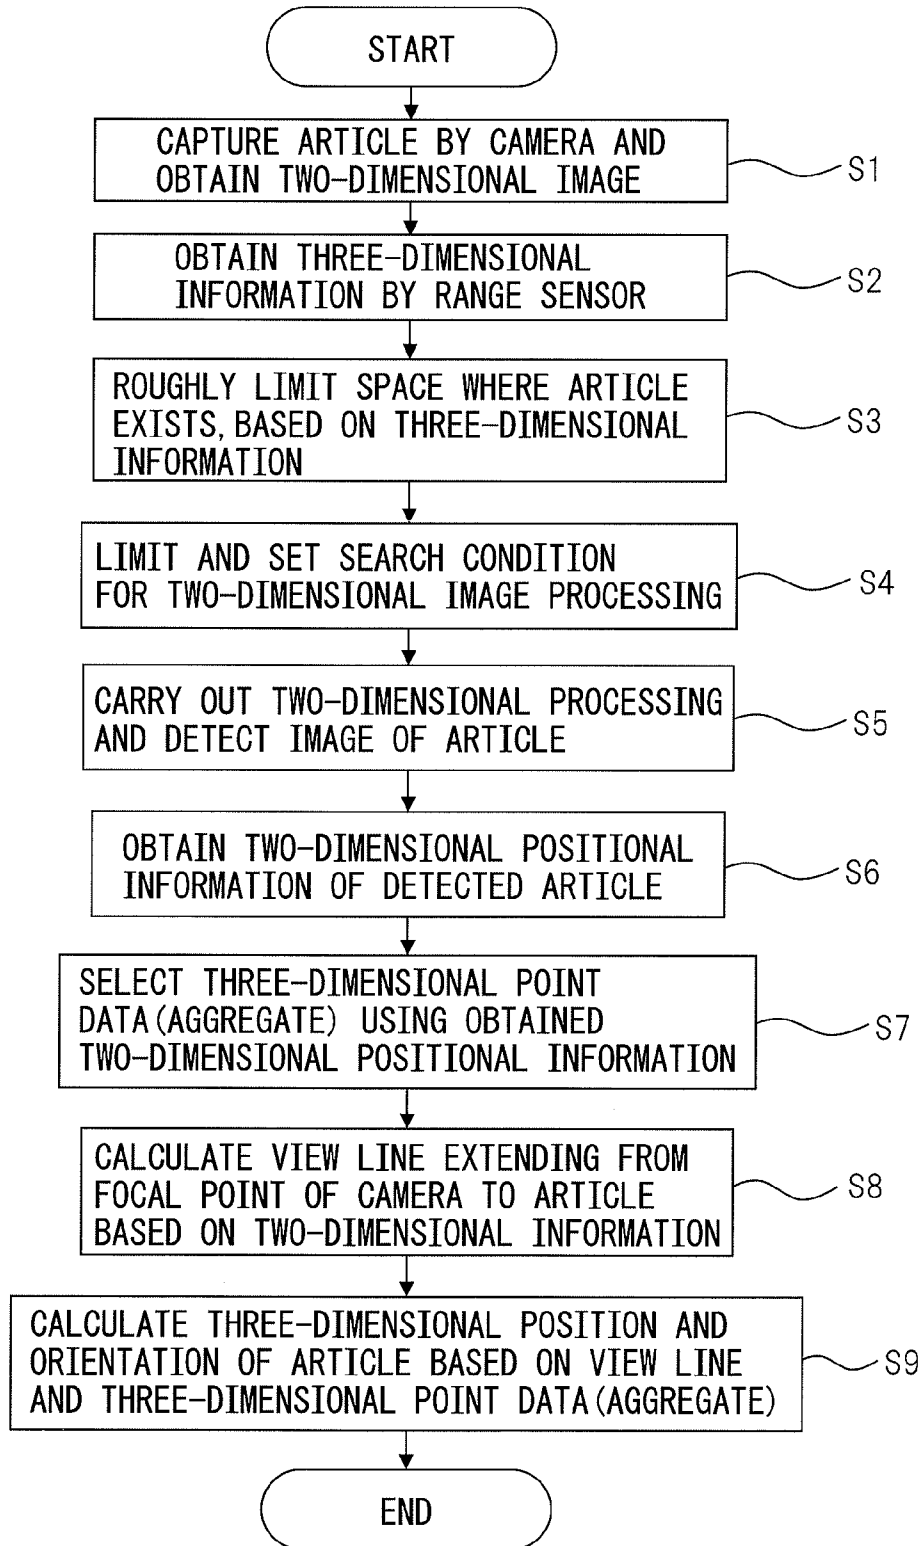 START
CAPTURE ARTICLE BY CAMERA AND
OBTAIN TWO-DIMENSIONAL IMAGE
S1
OBTAIN THREE-DIMENSIONAL
INFORMATION BY RANGE SENSOR
S2
ROUGHLY LIMIT SPACE WHERE ARTICLE
EXISTS, BASED ON THREE-DIMENSIONAL
INFORMATION
S3
LIMIT AND SET SEARCH CONDITION
FOR TWO-DIMENSIONAL IMAGE PROCESSING
S4
CARRY OUT TWO-DIMENSIONAL PROCESSING
AND DETECT IMAGE OF ARTICLE
S5
OBTAIN TWO-DIMENSIONAL POSITIONAL
INFORMATION OF DETECTED ARTICLE
S6
SELECT THREE-DIMENSIONAL POINT
DATA(AGGREGATE) USING OBTAINED
TWO-DIMENSIONAL POSITIONAL INFORMATION
S7
CALCULATE VIEW LINE EXTENDING FROM
FOCAL POINT OF CAMERA TO ARTICLE
BASED ON TWO-DIMENSIONAL INFORMATION
S8
CALCULATE THREE-DIMENSIONAL POSITION AND
ORIENTATION OF ARTICLE BASED ON VIEW LINE
AND THREE-DIMENSIONAL POINT DATA(AGGREGATE)
S9
END